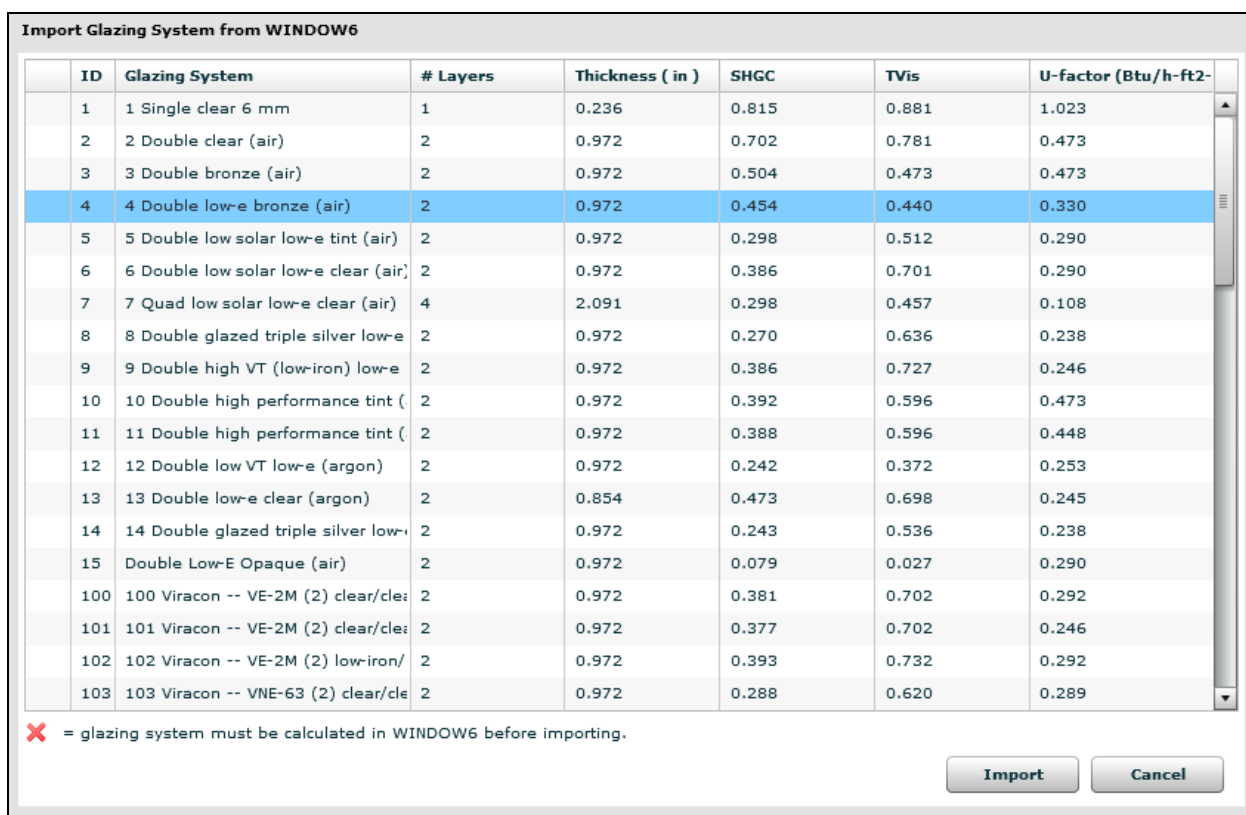 Import Glazing System from WINDOW6
ID Glazing System # Layers Thickness ( in ) SHGC TVis U-factor (Btu/h-ft2-
1 1 Single clear 6 mm 1 0.236 0.815 0.881 1.023
2 2 Double clear (air) 2 0.972 0.702 0.781 0.473
3 3 Double bronze (air) 2 0.972 0.504 0.473 0.473
4 4 Double low-e bronze (air) 2 0.972 0.454 0.440 0.330
5 5 Double low solar low-e tint (air) 2 0.972 0.298 0.512 0.290
6 6 Double low solar low-e clear (air) 2 0.972 0.386 0.701 0.290
7 7 Quad low solar low-e clear (air) 4 2.091 0.298 0.457 0.108
8 8 Double glazed triple silver low-e 2 0.972 0.270 0.636 0.238
9 9 Double high VT (low-iron) low-e 2 0.972 0.386 0.727 0.246
10 10 Double high performance tint ( 2 0.972 0.392 0.596 0.473
11 11 Double high performance tint ( 2 0.972 0.388 0.596 0.448
12 12 Double low VT low-e (argon) 2 0.972 0.242 0.372 0.253
13 13 Double low-e clear (argon) 2 0.854 0.473 0.698 0.245
14 14 Double glazed triple silver low- 2 0.972 0.243 0.536 0.238
15 Double Low-E Opaque (air) 2 0.972 0.079 0.027 0.290
100 100 Viracon -- VE-2M (2) clear/cle 2 0.972 0.381 0.702 0.292
101 101 Viracon -- VE-2M (2) clear/cle 2 0.972 0.377 0.702 0.246
102 102 Viracon -- VE-2M (2) low-iron/ 2 0.972 0.393 0.732 0.292
103 103 Viracon -- VNE-63 (2) clear/cle 2 0.972 0.288 0.620 0.289
= glazing system must be calculated in WINDOW6 before importing.
Import Cancel